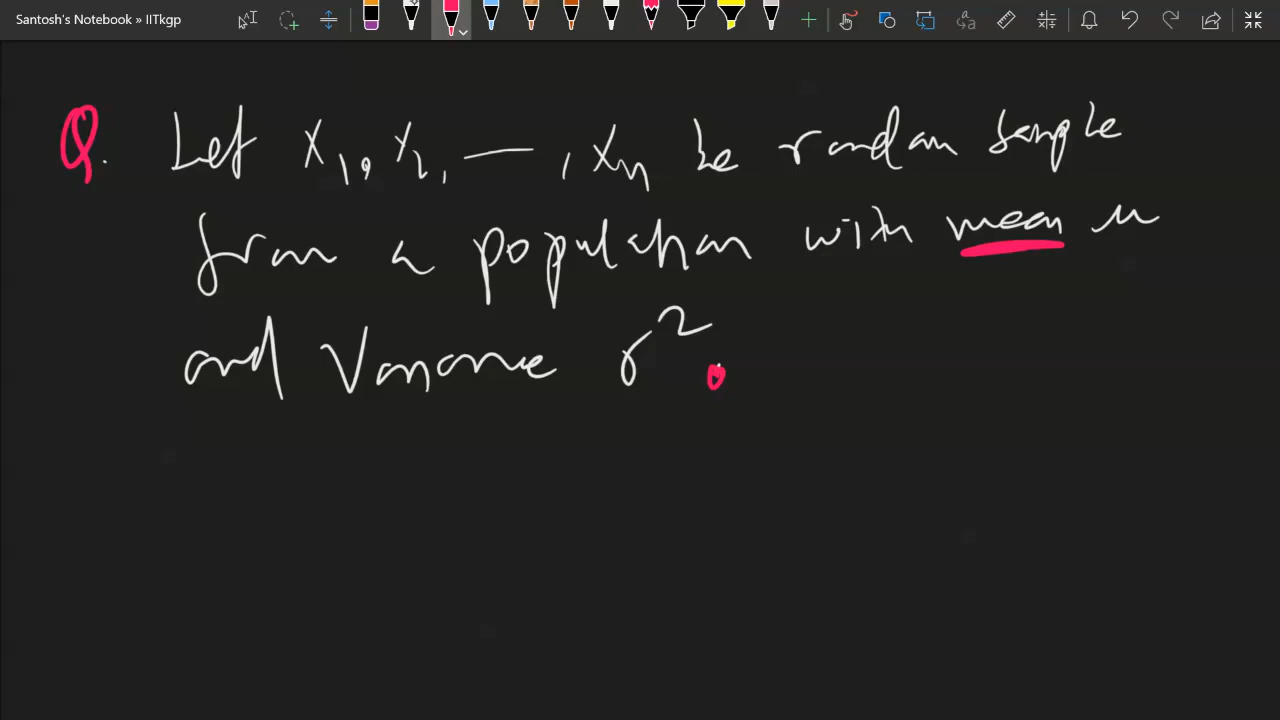 Santosh's Notebook » IITkgp
Q. Let X1, X2, —, Xn be random sample
from a population with mean μ
and Variance σ².